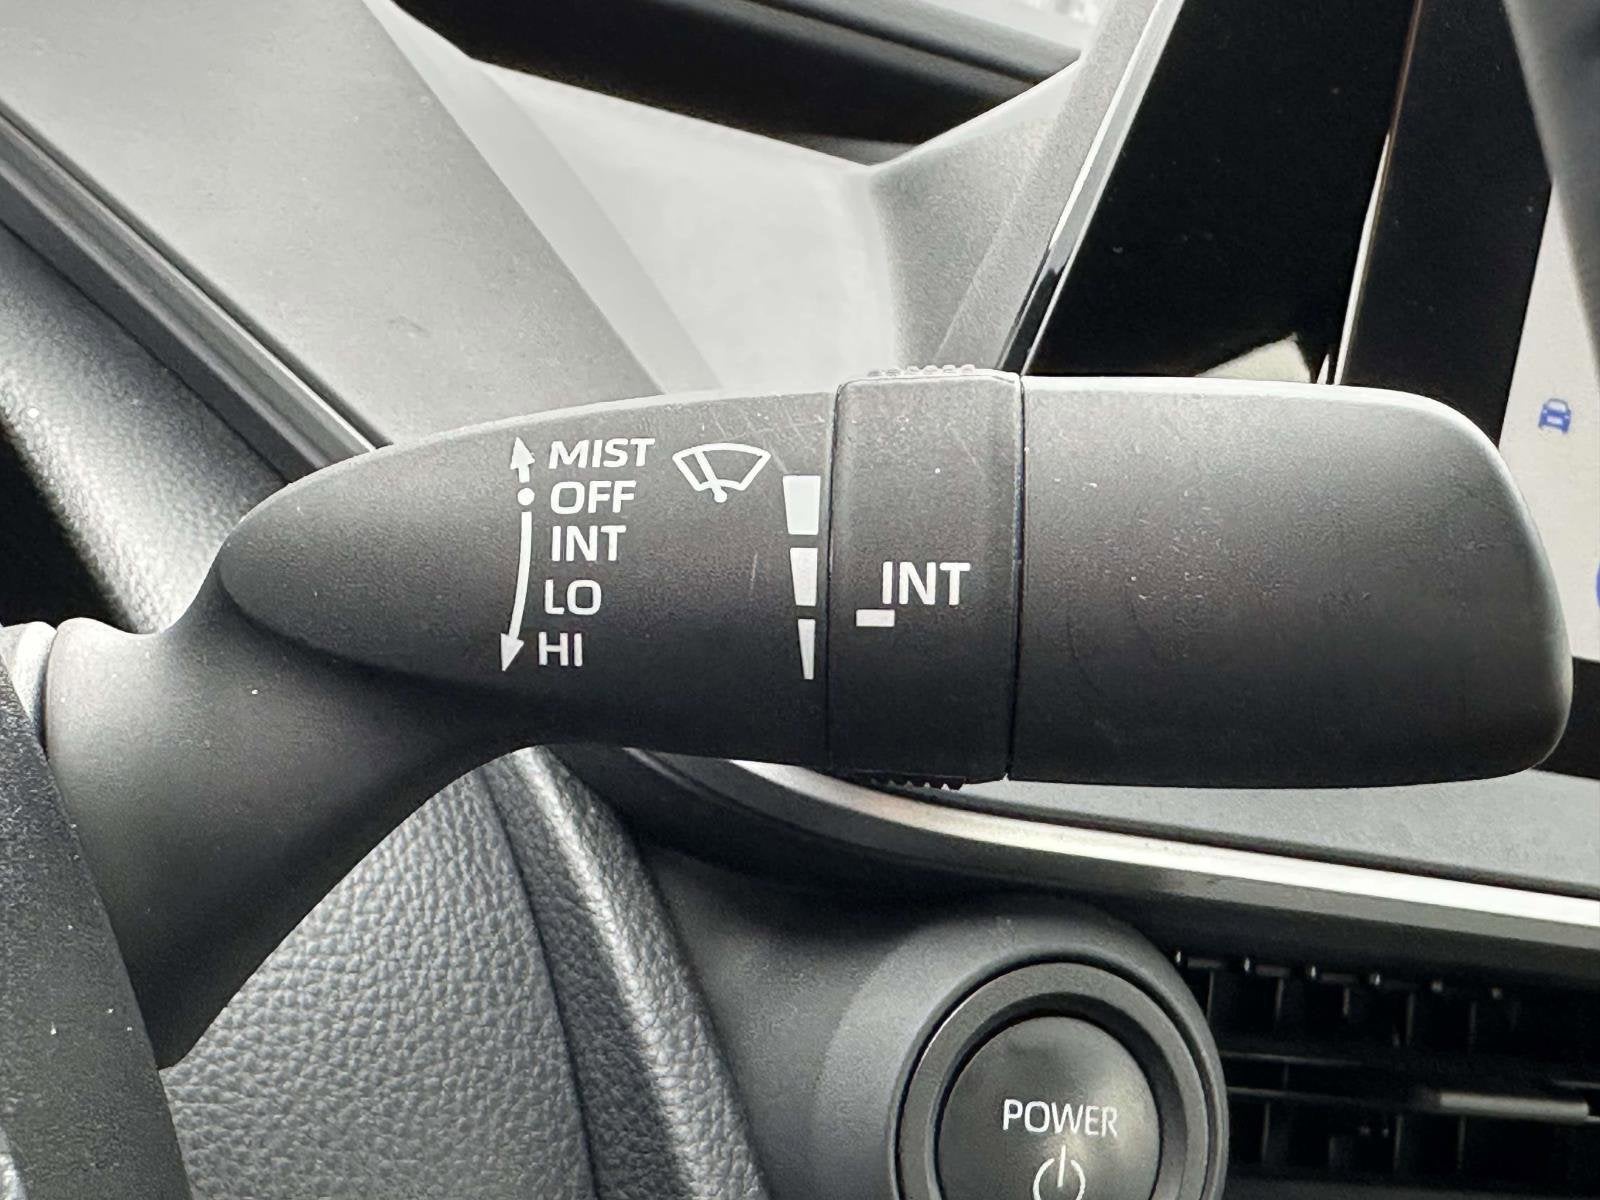 MIST
OFF
INT
LO
HI
INT
POWER